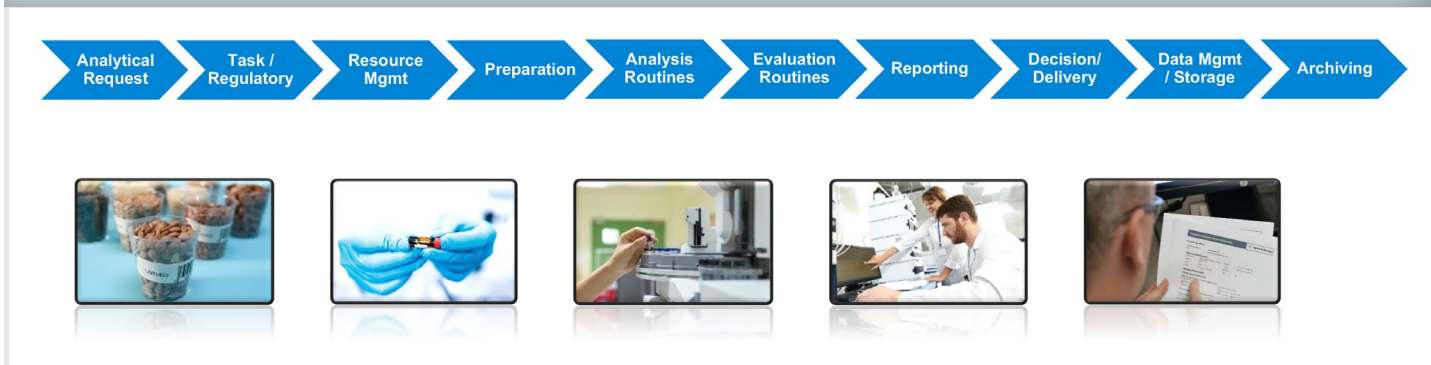 Analytical
Request
Task /
Regulatory
Resource
Mgmt
Preparation
Analysis
Routines
Evaluation
Routines
Reporting
Decision/
Delivery
Data Mgmt
/ Storage
Archiving